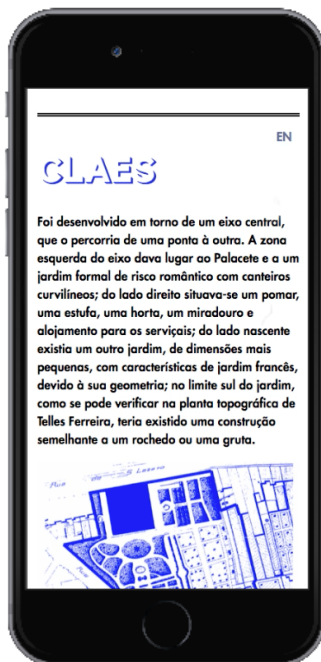 EN
CLAES
Foi desenvolvido em torno de um eixo central,
que o percorria de uma ponta à outra. A zona
esquerda do eixo dava lugar ao Palacete e a um
jardim formal de risco romântico com canteiros
curvilíneos; do lado direito situava-se um pomar,
uma estufa, uma horta, um miradouro e
alojamento para os serviçais; do lado nascente
existia um outro jardim, de dimensões mais
pequenas, com características de jardim francês,
devido à sua geometria; no limite sul do jardim,
como se pode verificar na planta topográfica de
Telles Ferreira, teria existido uma construção
semelhante a um rochedo ou uma gruta.
Rua de S Lazaro